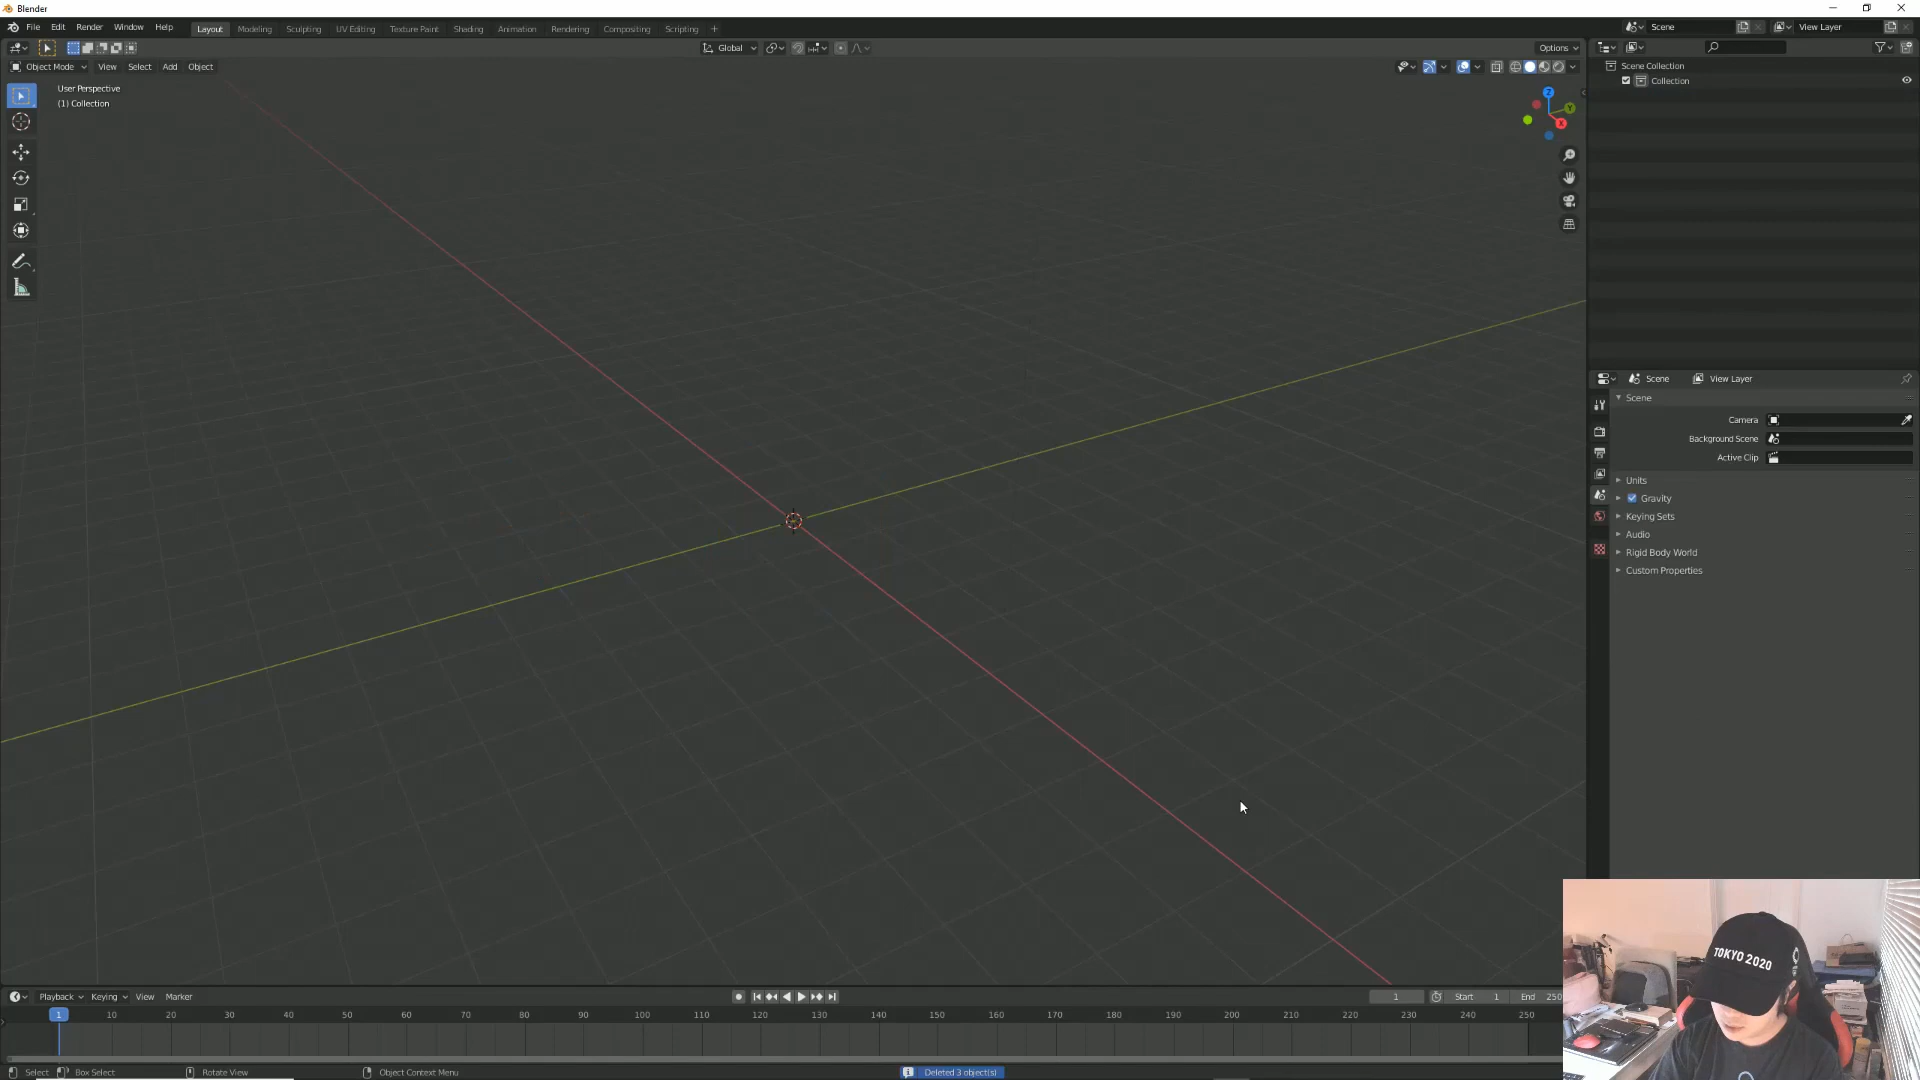 Blender
File Edit Render Window Help Layout Modeling Sculpting UV Editing Texture Paint Shading Animation Rendering Compositing Scripting + Scene View Layer
Global Options
Object Mode View Select Add Object
Scene Collection
Collection
User Perspective
(1) Collection
Z
Y
X
Scene View Layer
Scene
Camera
Background Scene
Active Clip
Units
Gravity
Keying Sets
Audio
Rigid Body World
Custom Properties
TOKYO 2020
Playback Keying View Marker 1 Start 1 End 250
1 10 20 30 40 50 60 70 80 90 100 110 120 130 140 150 160 170 180 190 200 210 220 230 240 250
Select Box Select Rotate View Object Context Menu Deleted 3 object(s)